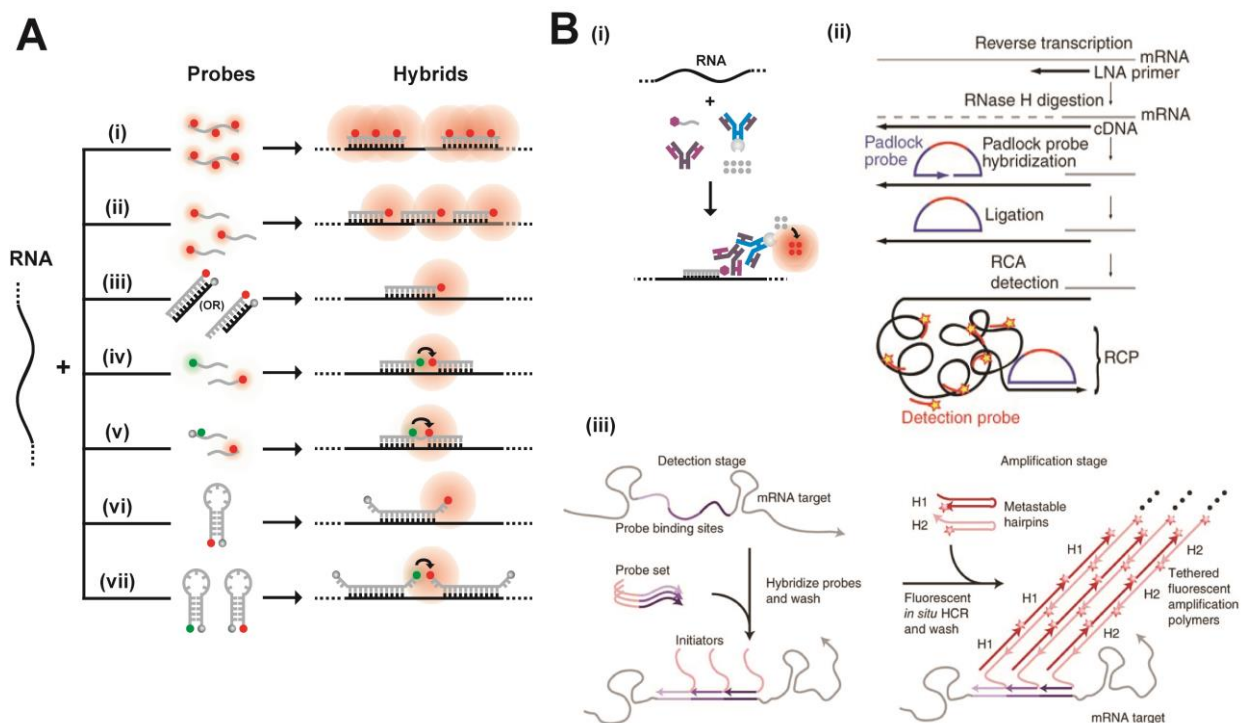 A
Probes
Hybrids
(i)
(ii)
(iii)
(OR)
RNA
+
(iv)
(v)
(vi)
(vii)
B
(i)
RNA
+
(ii)
Reverse transcription
mRNA
LNA primer
RNase H digestion
mRNA
cDNA
Padlock
probe
Padlock probe
hybridization
Ligation
RCA
detection
RCP
Detection probe
(iii)
Detection stage
mRNA target
Probe binding sites
Probe set
Hybridize probes
and wash
Initiators
Amplification stage
H1
H2
Metastable
hairpins
Fluorescent
in situ HCR
and wash
H1
H2
H1
H2
H1
H2
Tethered
fluorescent
amplification
polymers
mRNA target